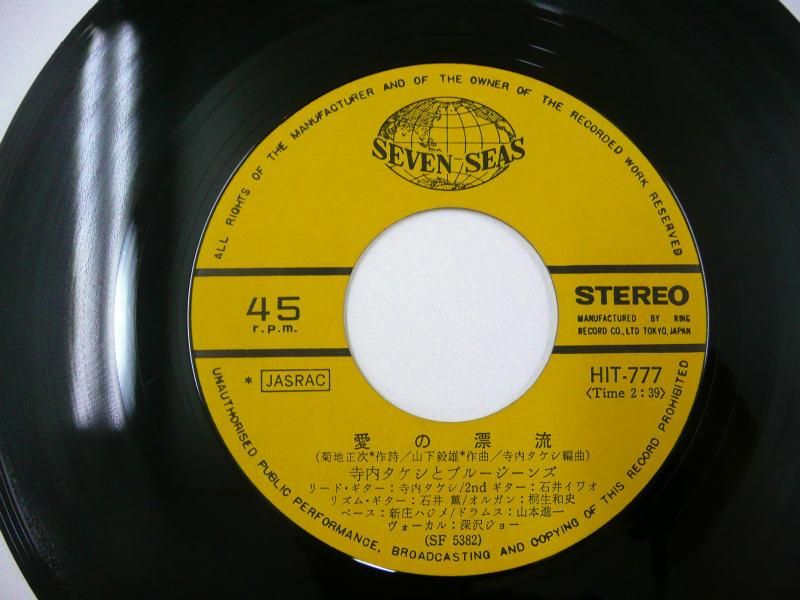 ALL RIGHTS OF THE MANUFACTURER AND OF THE OWNER OF THE RECORDED WORK RESERVED
SEVEN SEAS
45
r.p.m.
STEREO
MANUFACTURED BY KING
RECORD CO., LTD TOKYO, JAPAN
* JASRAC
HIT-777
〈Time 2:39〉
愛の漂流
(菊地正次*作詩/山下毅雄*作曲/寺内タケシ編曲)
寺内タケシとブルージーンズ
リード・ギター:寺内タケシ/2nd ギター:石井イワオ
リズム・ギター:石井 薫/オルガン:桐生和史
ベース:新庄ハジメ/ドラムス:山本進一
ヴォーカル:深沢ジョー
(SF 5382)
UNAUTHORISED PUBLIC PERFORMANCE, BROADCASTING AND COPYING OF THIS RECORD PROHIBITED